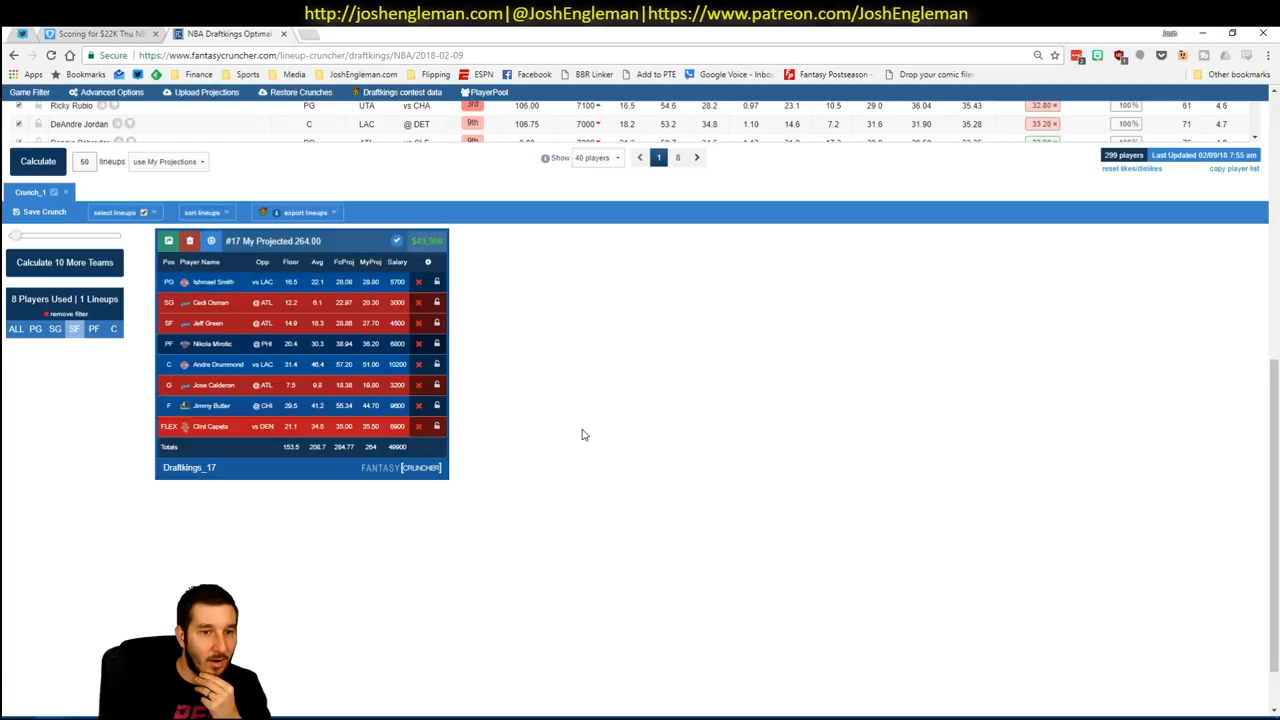 http://joshengleman.com|@JoshEngleman|https://www.patreon.com/JoshEngleman
Scoring for $22K Thu N NBA Draftkings Optimal Josh
Secure https://www.fantasycruncher.com/lineup-cruncher/draftkings/NBA/2018-02-09
Apps Bookmarks Finance Sports Media JoshEngleman.com Flipping ESPN Facebook BBR Linker Add to PTE Google Voice - Inbo Fantasy Postseason Drop your comic file Other bookmarks
Game Filter Advanced Options Upload Projections Restore Crunches Draftkings contest data PlayerPool
Ricky Rubio PG UTA vs CHA 3rd 106.00 7100 16.5 54.6 28.2 0.97 23.1 10.5 29.0 36.04 35.43 32.80 × 100% 61 4.6
DeAndre Jordan C LAC @ DET 9th 106.75 7000 18.2 53.2 34.8 1.10 14.6 7.2 31.6 31.90 35.28 33.20 × 100% 71 4.7
Calculate 50 lineups use My Projections Show 40 players 1 8 299 players Last Updated 02/09/18 7:55 am
reset likes/dislikes copy player list
Crunch_1 ×
Save Crunch select lineups sort lineups export lineups
#17 My Projected 264.00 $49,900
Calculate 10 More Teams
8 Players Used | 1 Lineups
remove filter
ALL PG SG SF PF C
Pos Player Name Opp Floor Avg FcProj MyProj Salary
PG Ishmael Smith vs LAC 16.5 22.1 28.08 28.80 5700
SG Cedi Osman @ ATL 12.2 6.1 22.97 20.30 3000
SF Jeff Green @ ATL 14.9 18.3 28.86 27.70 4500
PF Nikola Mirotic @ PHI 20.4 30.3 38.94 36.20 6800
C Andre Drummond vs LAC 31.4 46.4 57.20 51.00 10200
G Jose Calderon @ ATL 7.5 9.8 18.38 19.80 3200
F Jimmy Butler @ CHI 29.5 41.2 55.34 44.70 9600
FLEX Clint Capela vs DEN 21.1 34.5 35.00 35.50 6900
Totals 153.5 208.7 284.77 264 49900
Draftkings_17 FANTASY[CRUNCHER]